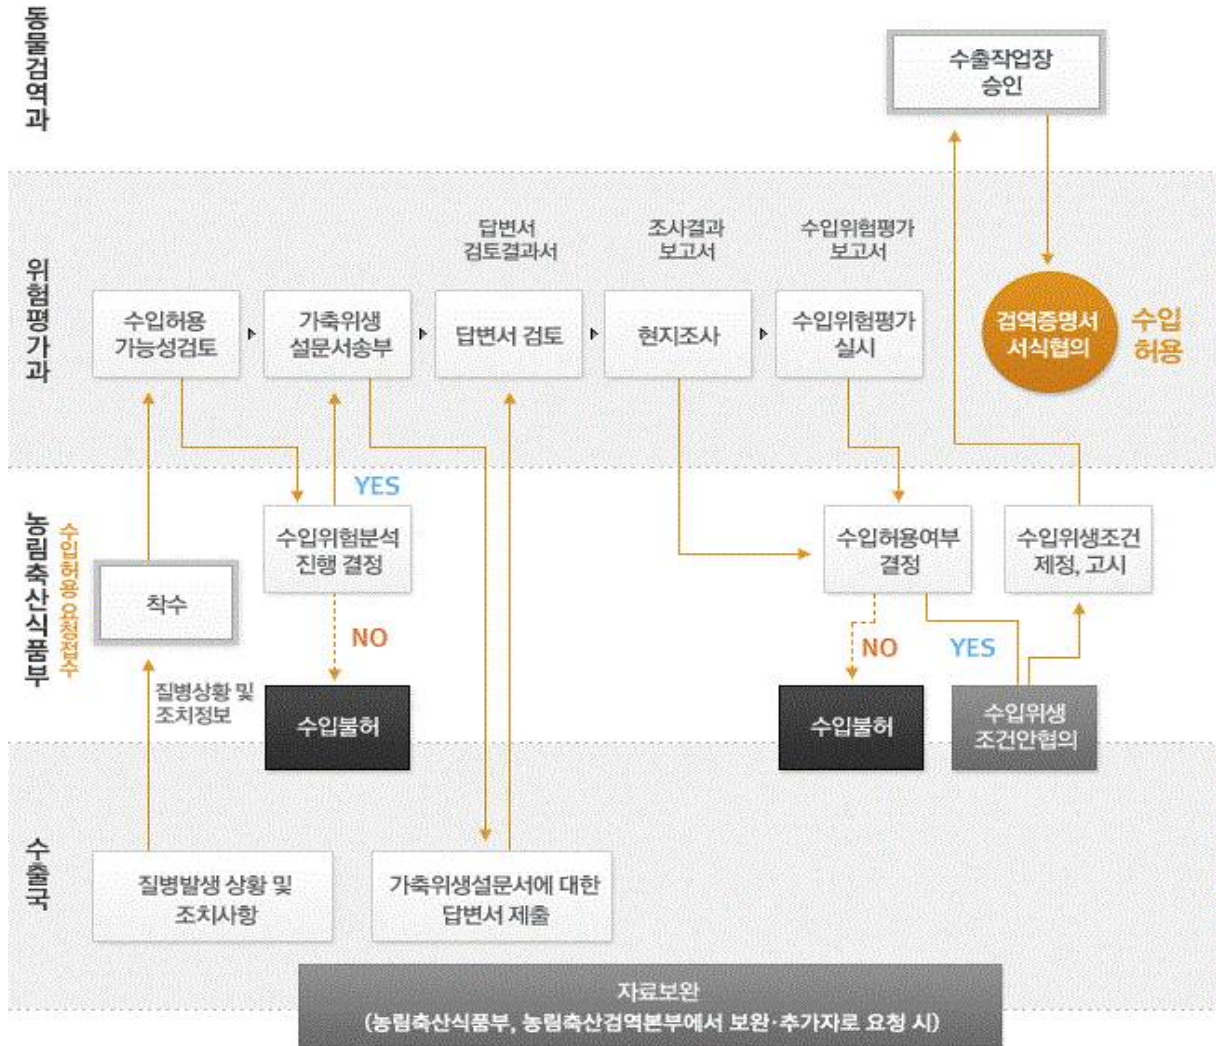 동물검역과
수출작업장
승인
위험평가과
답변서
검토결과서
조사결과
보고서
수입위험평가
보고서
수입허용
가능성검토
가축위생
설문서송부
답변서 검토
현지조사
수입위험평가
실시
검역증명서
서식협의
수입
허용
농림축산식품부
수입허용 요청접수
착수
YES
수입위험분석
진행 결정
수입허용여부
결정
수입위생조건
제정, 고시
NO
NO
YES
질병상황 및
조치정보
수입불허
수입불허
수입위생
조건안협의
수출국
질병발생 상황 및
조치사항
가축위생설문서에 대한
답변서 제출
자료보완
(농림축산식품부, 농림축산검역본부에서 보완·추가자로 요청 시)